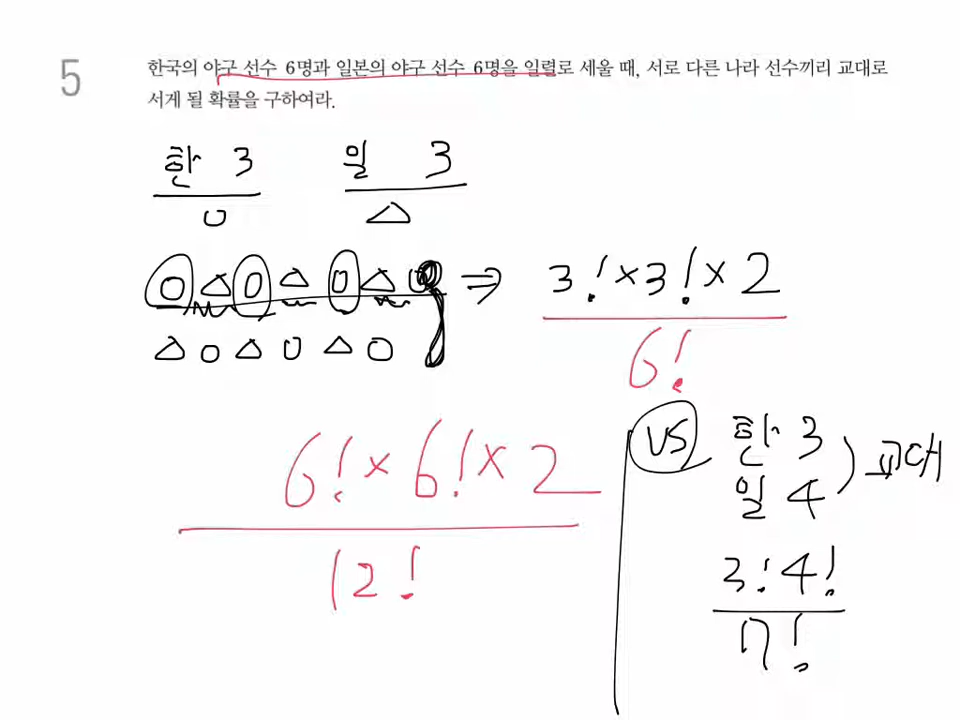 5
한국의 야구 선수 6명과 일본의 야구 선수 6명을 일렬로 세울 때, 서로 다른 나라 선수끼리 교대로
서게 될 확률을 구하여라.
한 3 일 3
○ △
○△○△○△○ ⇒ 3!×3!×2
△○△○△○
6!
6!×6!×2
12!
VS 한 3
일 4 ) 교대
3!4!
7!